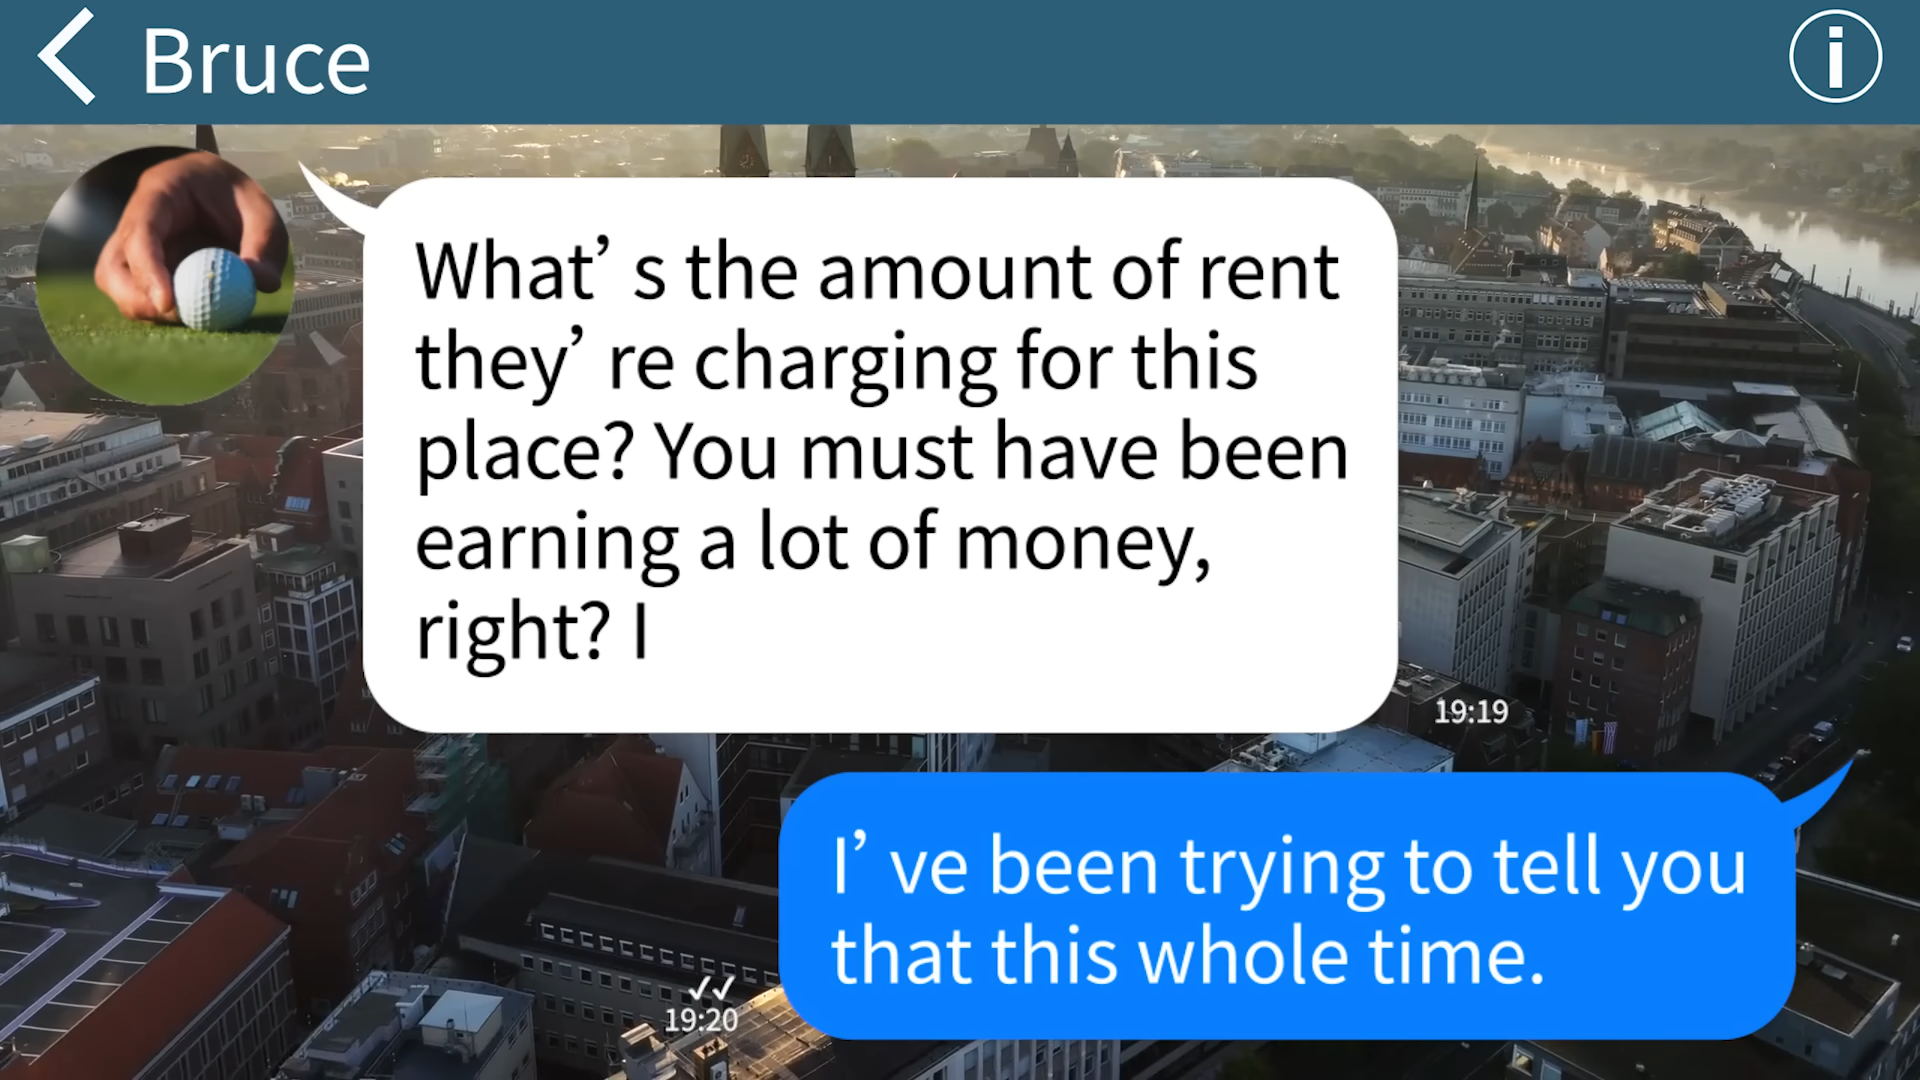 Bruce
What’ s the amount of rent
they’ re charging for this
place? You must have been
earning a lot of money,
right? I
19:19
I’ ve been trying to tell you
that this whole time.
19:20